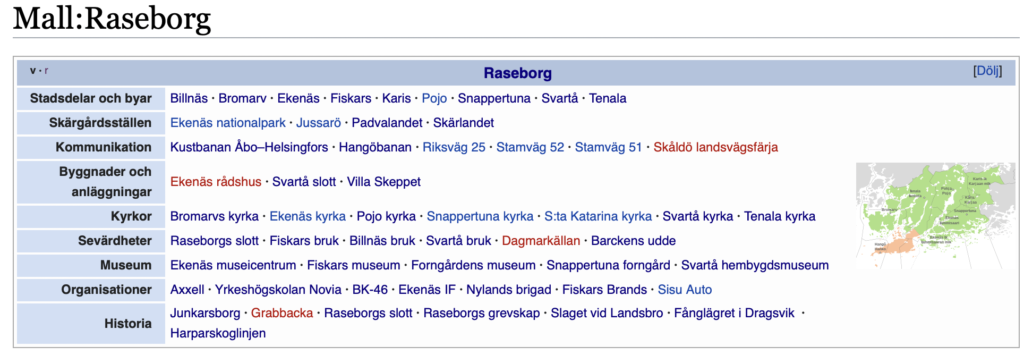 Mall:Raseborg
v · r
Raseborg
[Dölj]
Stadsdelar och byar
Billnäs · Bromarv · Ekenäs · Fiskars · Karis · Pojo · Snappertuna · Svartå · Tenala
Skärgårdsställen
Ekenäs nationalpark · Jussarö · Padvalandet · Skärlandet
Kommunikation
Kustbanan Åbo–Helsingfors · Hangöbanan · Riksväg 25 · Stamväg 52 · Stamväg 51 · Skåldö landsvägsfärja
Byggnader och
anläggningar
Ekenäs rådshus · Svartå slott · Villa Skeppet
Kyrkor
Bromarvs kyrka · Ekenäs kyrka · Pojo kyrka · Snappertuna kyrka · S:ta Katarina kyrka · Svartå kyrka · Tenala kyrka
Sevärdheter
Raseborgs slott · Fiskars bruk · Billnäs bruk · Svartå bruk · Dagmarkällan · Barckens udde
Museum
Ekenäs museicentrum · Fiskars museum · Forngårdens museum · Snappertuna forngård · Svartå hembygdsmuseum
Organisationer
Axxell · Yrkeshögskolan Novia · BK-46 · Ekenäs IF · Nylands brigad · Fiskars Brands · Sisu Auto
Historia
Junkarsborg · Grabbacka · Raseborgs slott · Raseborgs grevskap · Slaget vid Landsbro · Fånglägret i Dragsvik ·
Harparskoglinjen